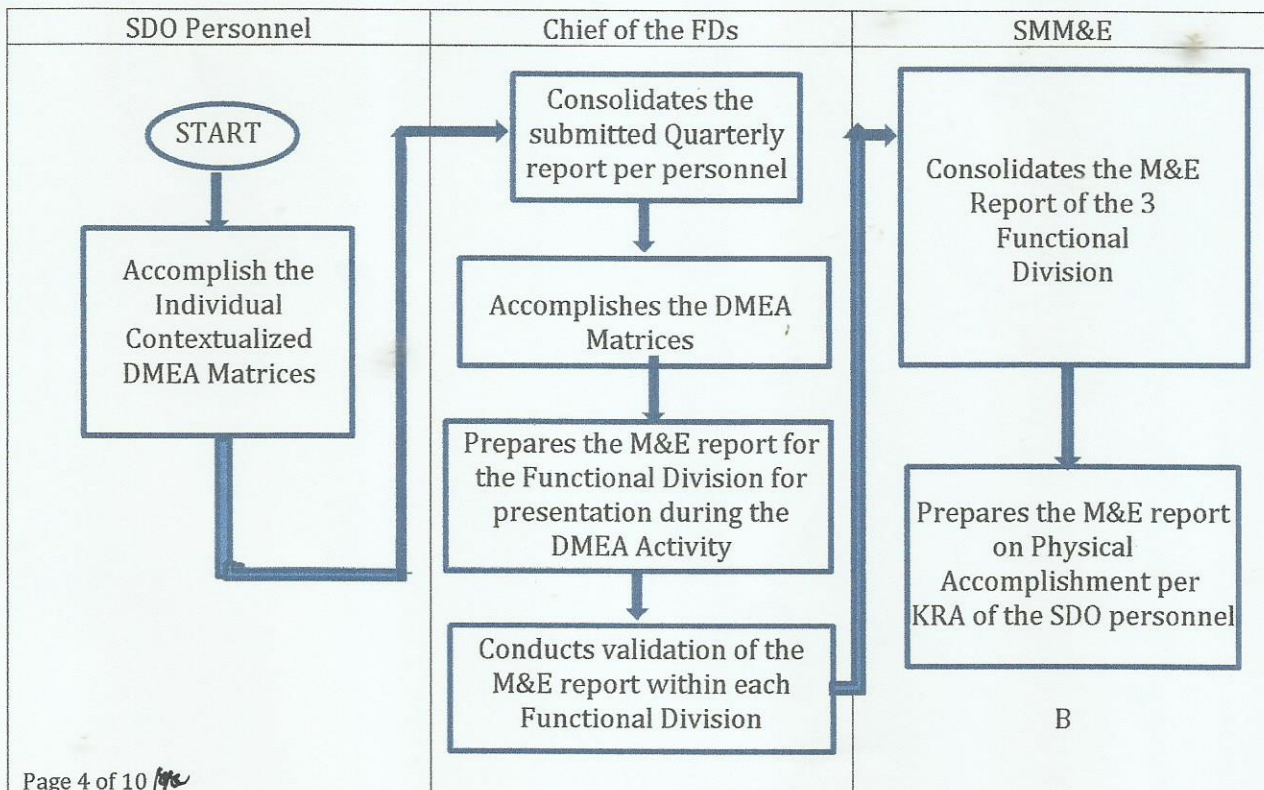 SDO Personnel
Chief of the FDs
SMM&E
START
Accomplish the
Individual
Contextualized
DMEA Matrices
Consolidates the
submitted Quarterly
report per personnel
Accomplishes the DMEA
Matrices
Prepares the M&E report for
the Functional Division for
presentation during the
DMEA Activity
Conducts validation of the
M&E report within each
Functional Division
Consolidates the M&E
Report of the 3
Functional
Division
Prepares the M&E report
on Physical
Accomplishment per
KRA of the SDO personnel
B
Page 4 of 10